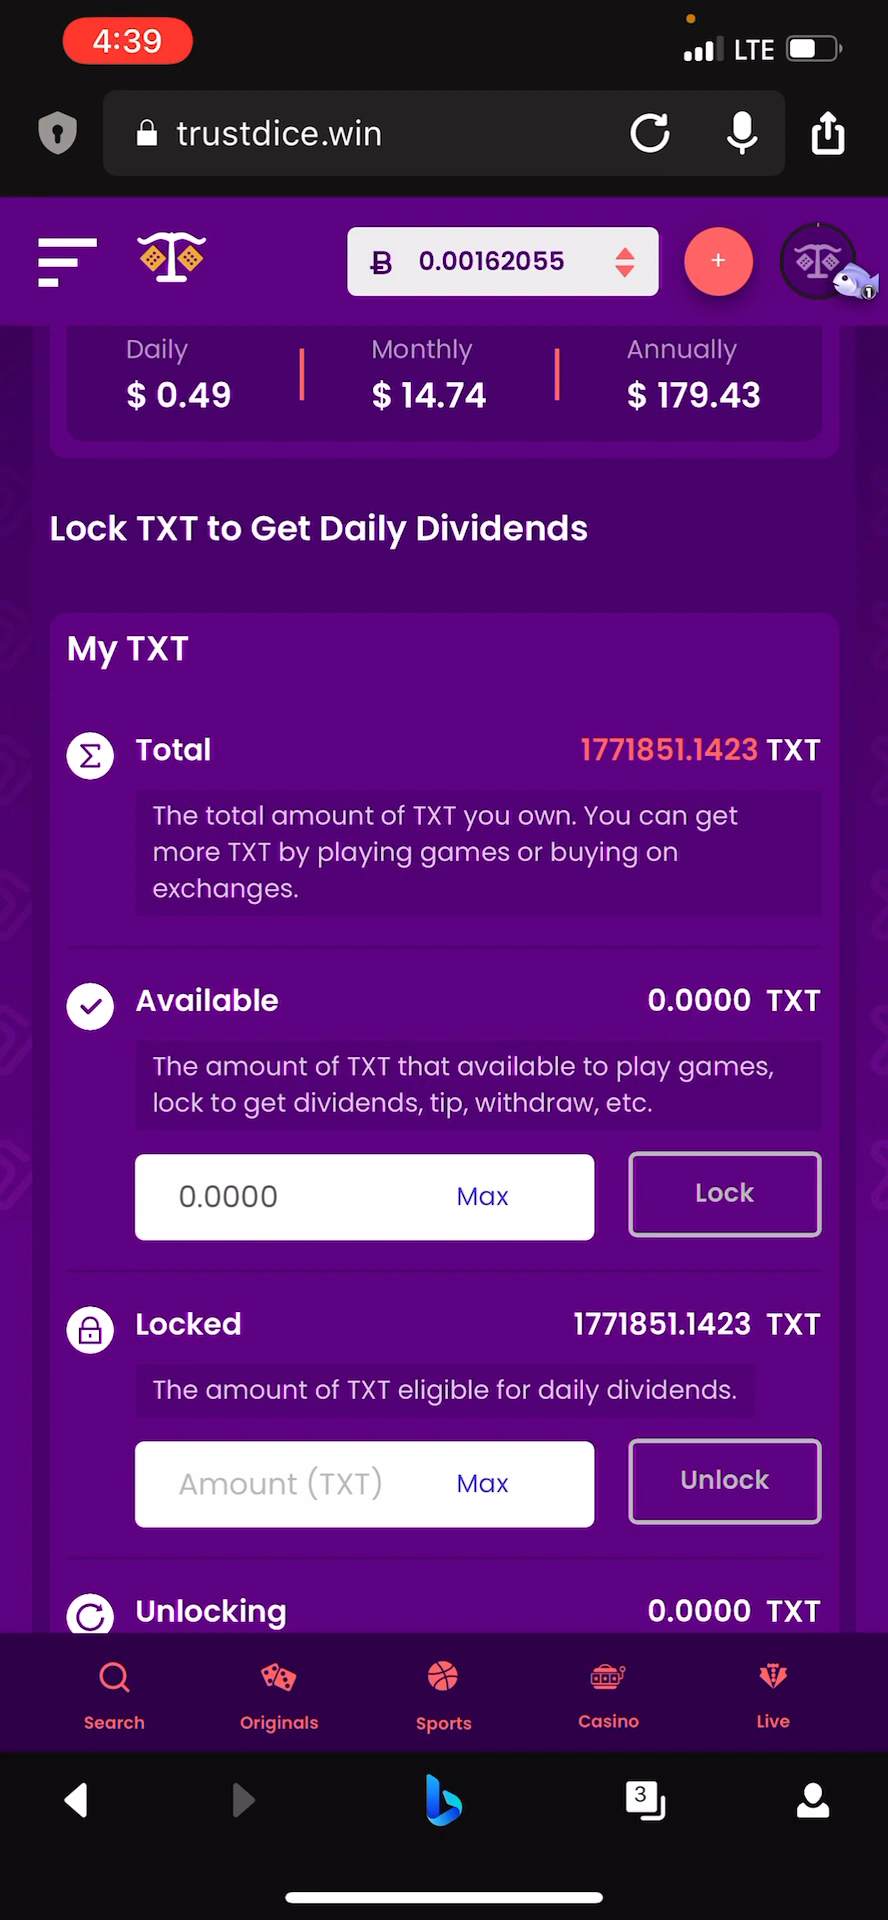 4:39
LTE
trustdice.win
0.00162055
+
1
Daily Monthly Annually
$ 0.49 $ 14.74 $ 179.43
Lock TXT to Get Daily Dividends
My TXT
Total 1771851.1423 TXT
The total amount of TXT you own. You can get
more TXT by playing games or buying on
exchanges.
Available 0.0000 TXT
The amount of TXT that available to play games,
lock to get dividends, tip, withdraw, etc.
0.0000 Max Lock
Locked 1771851.1423 TXT
The amount of TXT eligible for daily dividends.
Amount (TXT) Max Unlock
Unlocking 0.0000 TXT
Search Originals Sports Casino Live
3